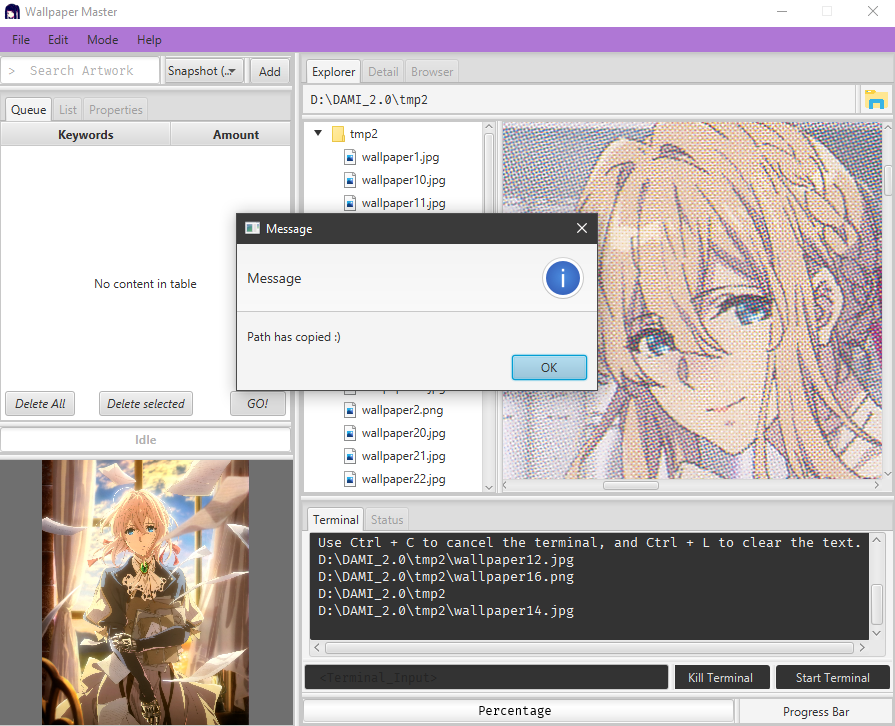 Wallpaper Master
File Edit Mode Help
> Search Artwork
Snapshot (..
Add
Queue List Properties
Keywords Amount
No content in table
Delete All Delete selected GO!
Idle
Explorer Detail Browser
D:\DAMI_2.0\tmp2
tmp2
wallpaper1.jpg
wallpaper10.jpg
wallpaper11.jpg
Message
Message
Path has copied :)
OK
wallpaper2.png
wallpaper20.jpg
wallpaper21.jpg
wallpaper22.jpg
Terminal Status
Use Ctrl + C to cancel the terminal, and Ctrl + L to clear the text.
D:\DAMI_2.0\tmp2\wallpaper12.jpg
D:\DAMI_2.0\tmp2\wallpaper16.png
D:\DAMI_2.0\tmp2
D:\DAMI_2.0\tmp2\wallpaper14.jpg
<Terminal_Input>
Kill Terminal
Start Terminal
Percentage
Progress Bar